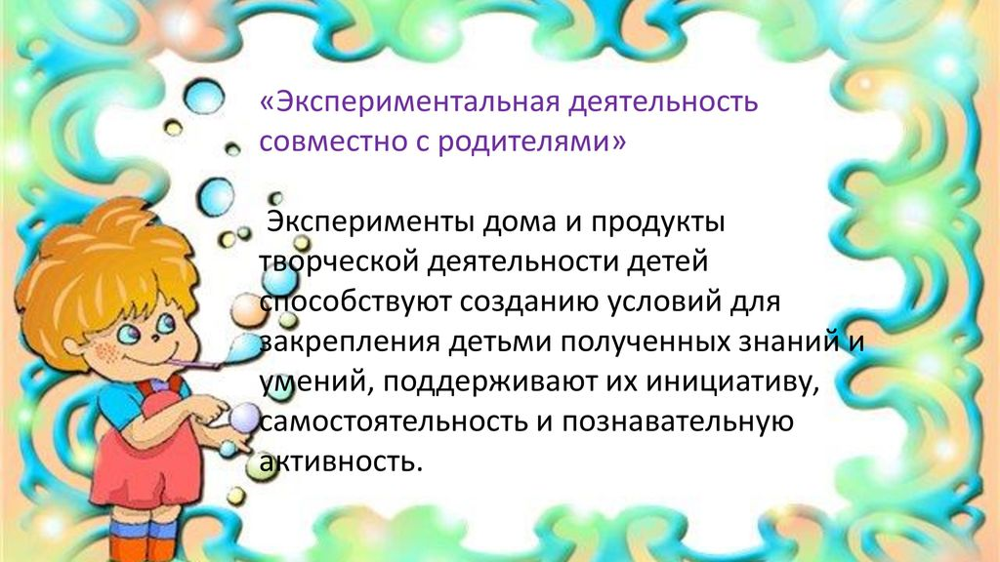 «Экспериментальная деятельность
совместно с родителями»
Эксперименты дома и продукты
творческой деятельности детей
способствуют созданию условий для
закрепления детьми полученных знаний и
умений, поддерживают их инициативу,
самостоятельность и познавательную
активность.